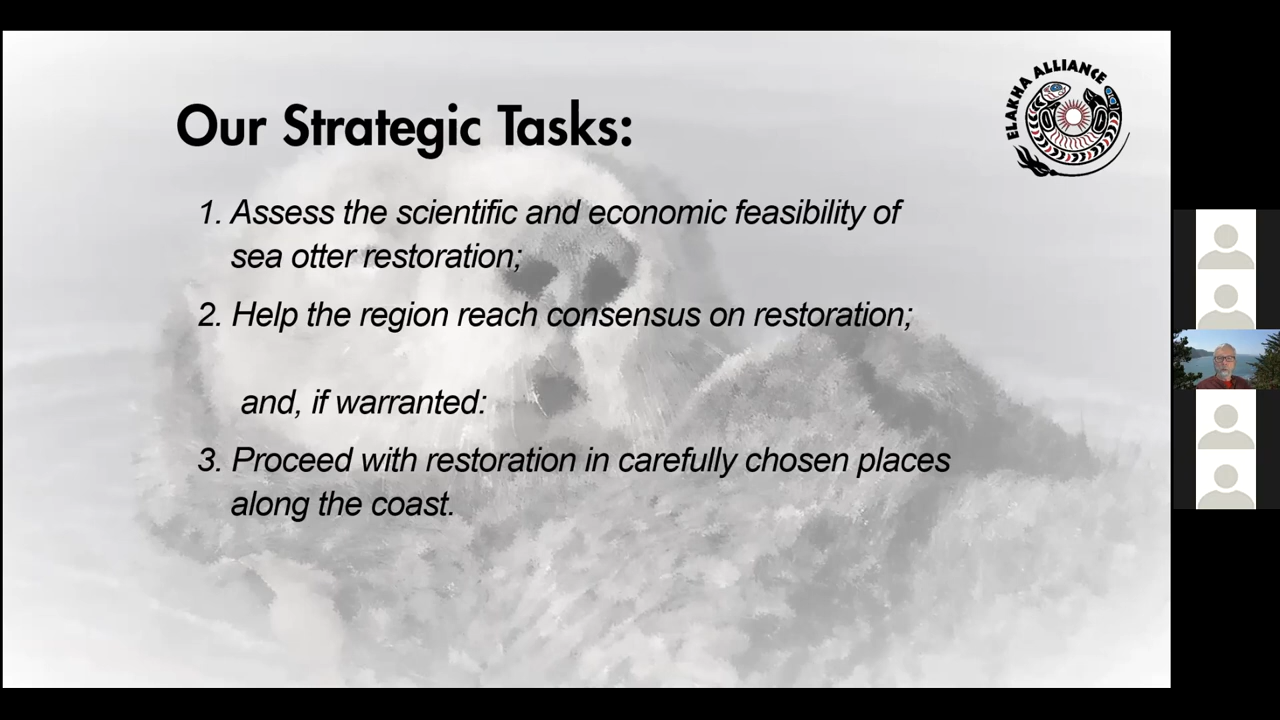 ELAKHA ALLIANCE
Our Strategic Tasks:
1. Assess the scientific and economic feasibility of
sea otter restoration;
2. Help the region reach consensus on restoration;
and, if warranted:
3. Proceed with restoration in carefully chosen places
along the coast.